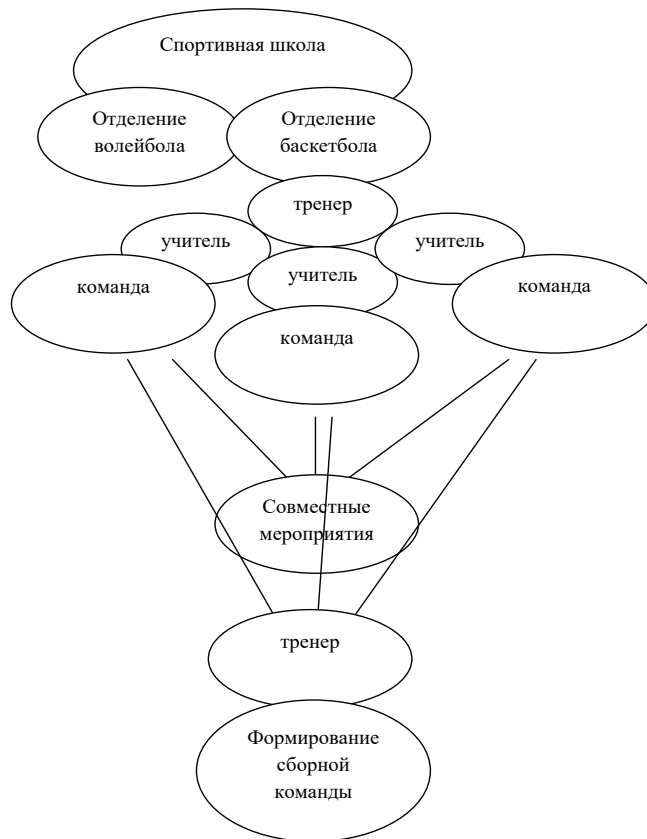 Спортивная школа
Отделение
волейбола
Отделение
баскетбола
тренер
учитель
учитель
учитель
команда
команда
команда
Совместные
мероприятия
тренер
Формирование
сборной
команды